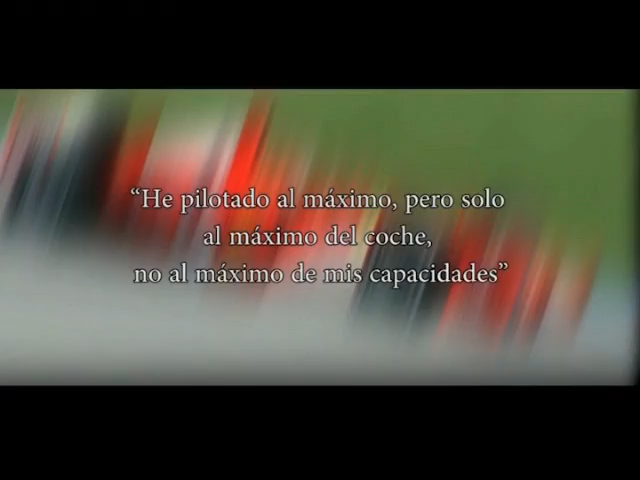 “He pilotado al máximo, pero solo
al máximo del coche,
no al máximo de mis capacidades”